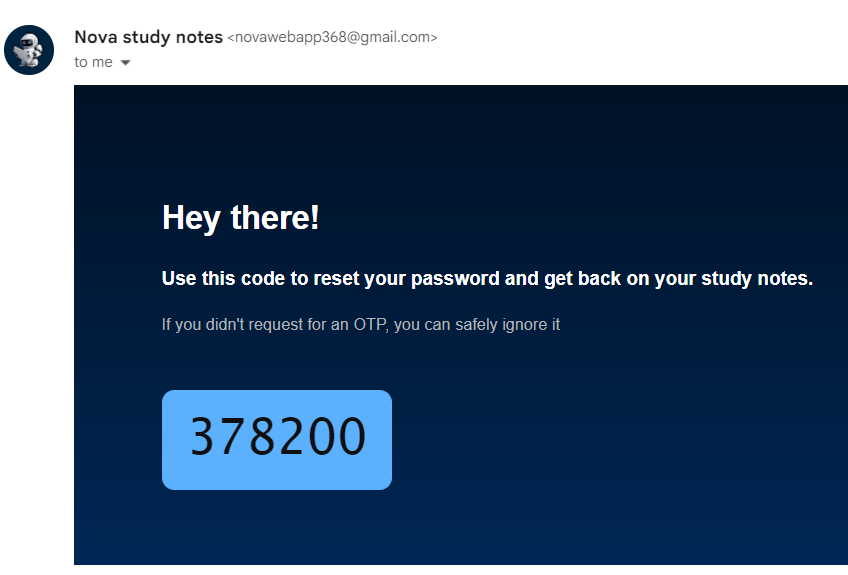 Nova study notes <novawebapp368@gmail.com>
to me
Hey there!
Use this code to reset your password and get back on your study notes.
If you didn't request for an OTP, you can safely ignore it
378200